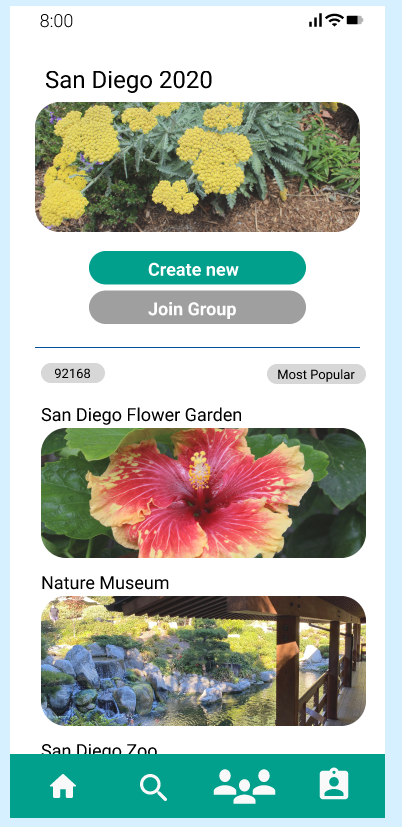 8:00
San Diego 2020
Create new
Join Group
92168
Most Popular
San Diego Flower Garden
Nature Museum
San Diego Zoo